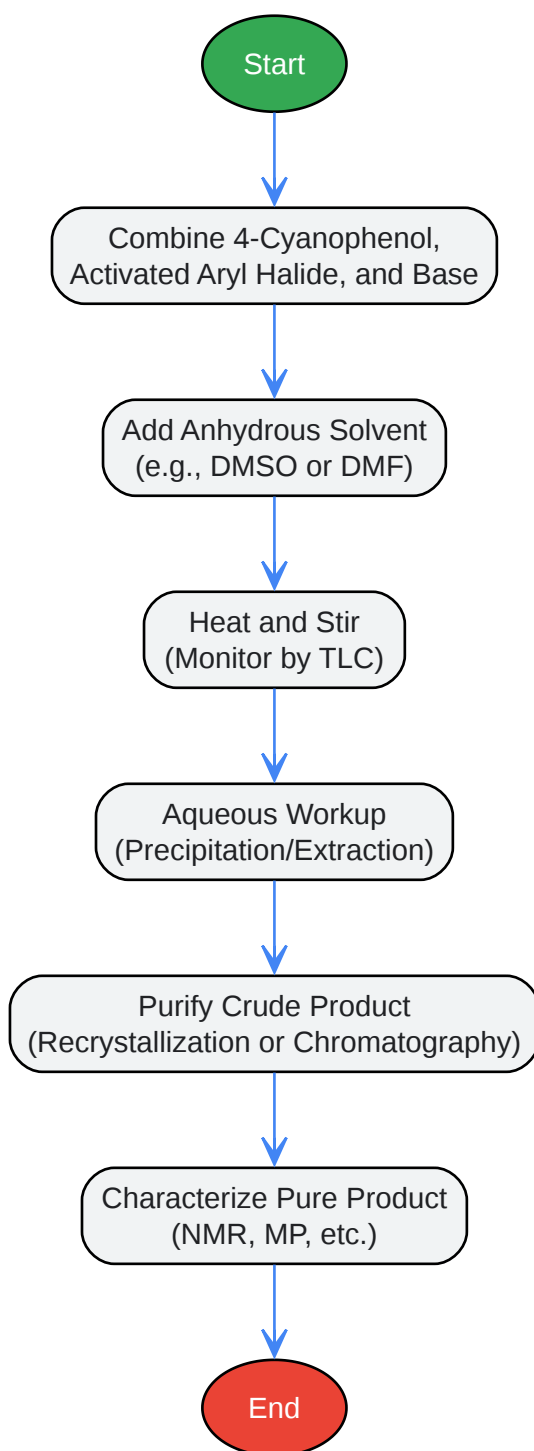 Start
Combine 4-Cyanophenol,
Activated Aryl Halide, and Base
Add Anhydrous Solvent
(e.g., DMSO or DMF)
Heat and Stir
(Monitor by TLC)
Aqueous Workup
(Precipitation/Extraction)
Purify Crude Product
(Recrystallization or Chromatography)
Characterize Pure Product
(NMR, MP, etc.)
End